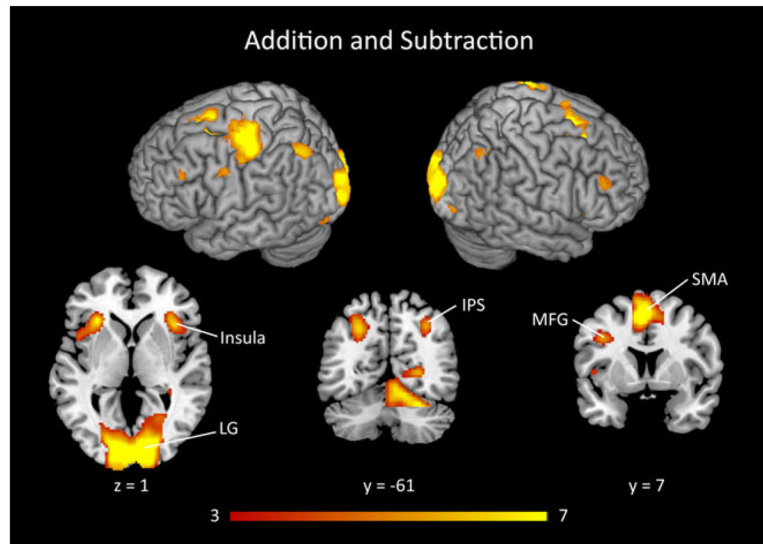 Addition and Subtraction
SMA
IPS
MFG
Insula
LG
z = 1
y = -61
y = 7
3
7